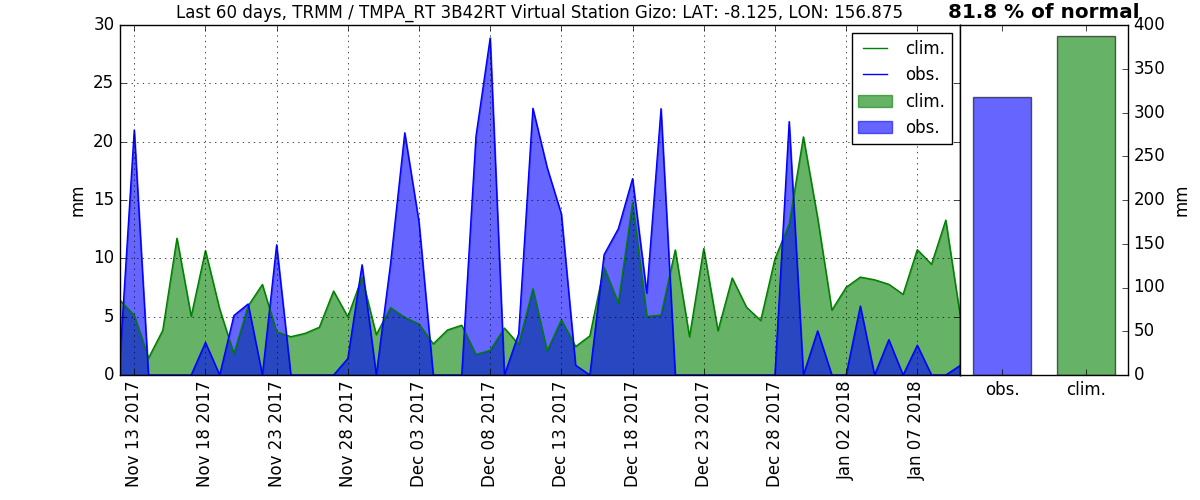 Last 60 days, TRMM / TMPA_RT 3B42RT Virtual Station Gizo: LAT: -8.125, LON: 156.875
81.8 % of normal
30
25
20
15
10
5
0
mm
clim.
obs.
clim.
obs.
400
350
300
250
200
150
100
50
0
mm
obs.
clim.
Nov 13 2017
Nov 18 2017
Nov 23 2017
Nov 28 2017
Dec 03 2017
Dec 08 2017
Dec 13 2017
Dec 18 2017
Dec 23 2017
Dec 28 2017
Jan 02 2018
Jan 07 2018